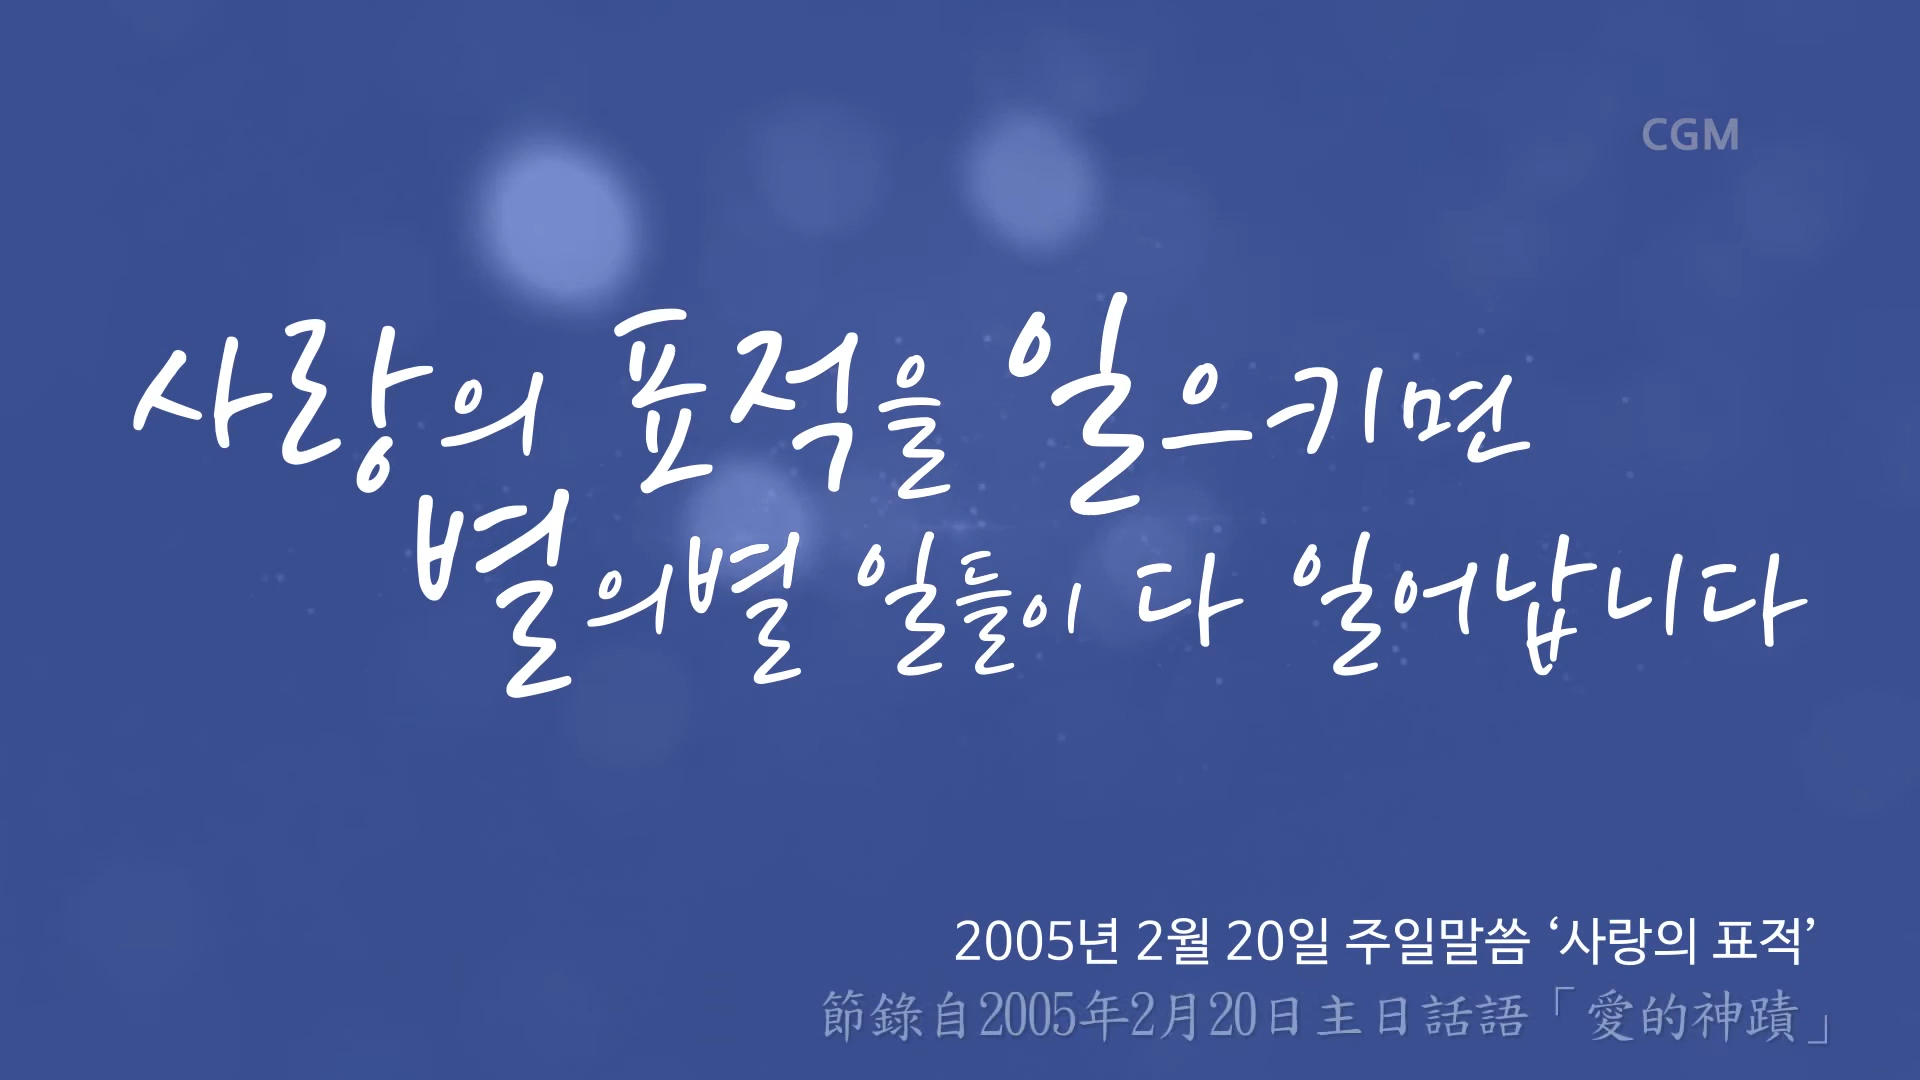 CGM
사랑의 표적을 일으키면
별의별 일들이 다 일어납니다
2005년 2월 20일 주일말씀 ‘사랑의 표적’
節錄自2005年2月20日主日話語「愛的神蹟」